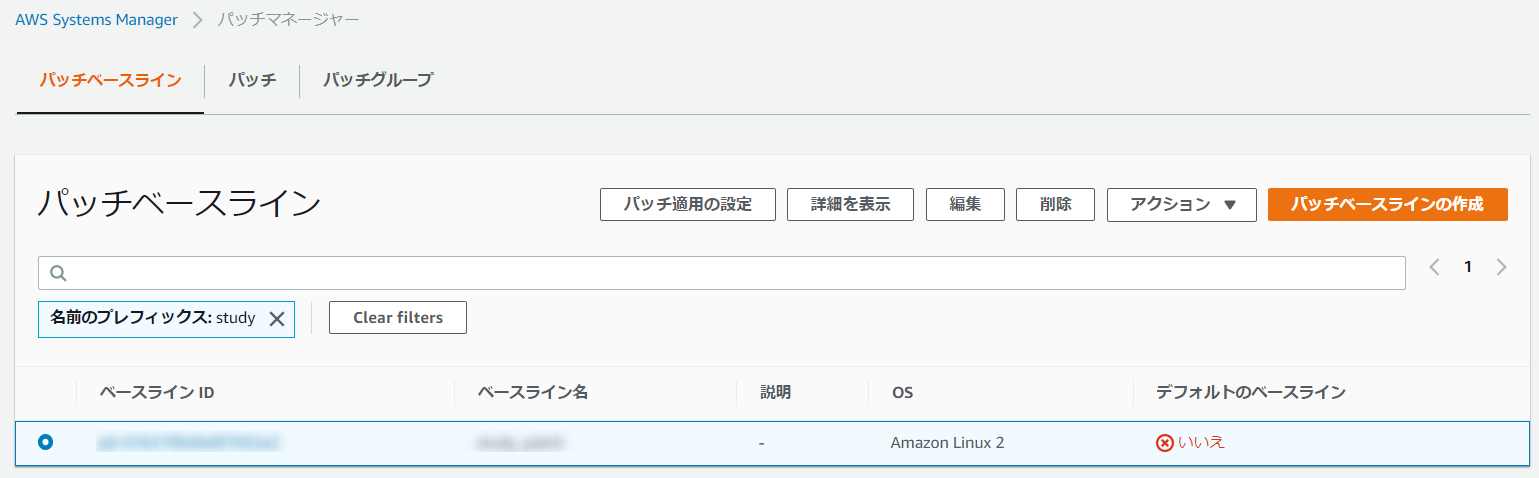 AWS Systems Manager > パッチマネージャー
パッチベースライン パッチ パッチグループ
パッチベースライン パッチ適用の設定 詳細を表示 編集 削除 アクション ▼ パッチベースラインの作成
1
名前のプレフィックス: study Clear filters
ベースライン ID ベースライン名 説明 OS デフォルトのベースライン
- Amazon Linux 2 いいえ